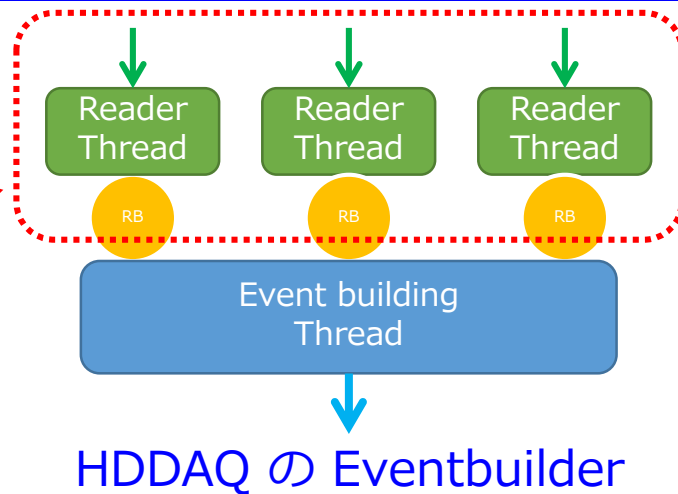 Reader
Thread
Reader
Thread
Reader
Thread
RB
RB
RB
Event building
Thread
HDDAQ の Eventbuilder